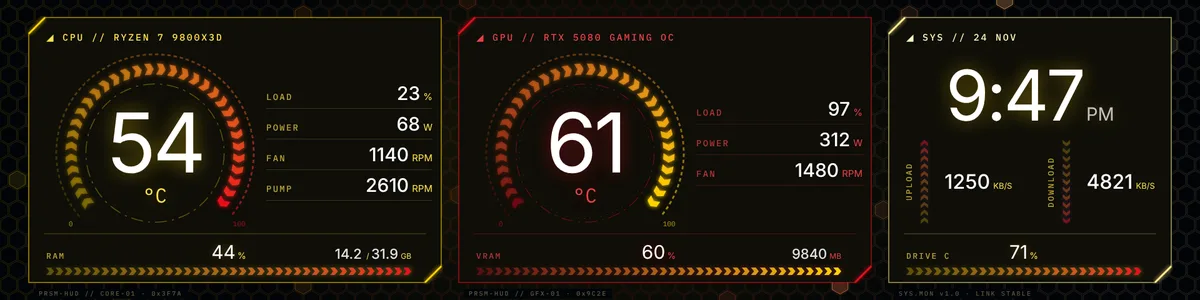 ◢ CPU // RYZEN 7 9800X3D
54
°C
0
100
LOAD 23 %
POWER 68 W
FAN 1140 RPM
PUMP 2610 RPM
RAM 44 % 14.2 / 31.9 GB
PRSM-HUD // CORE-01 · 0x3F7A
◢ GPU // RTX 5080 GAMING OC
61
°C
0
100
LOAD 97 %
POWER 312 W
FAN 1480 RPM
VRAM 60 % 9840 MB
PRSM-HUD // GFX-01 · 0x9C2E
◢ SYS // 24 NOV
9:47 PM
UPLOAD 1250 KB/S
DOWNLOAD 4821 KB/S
DRIVE C 71 %
SYS.MON v1.0 · LINK STABLE